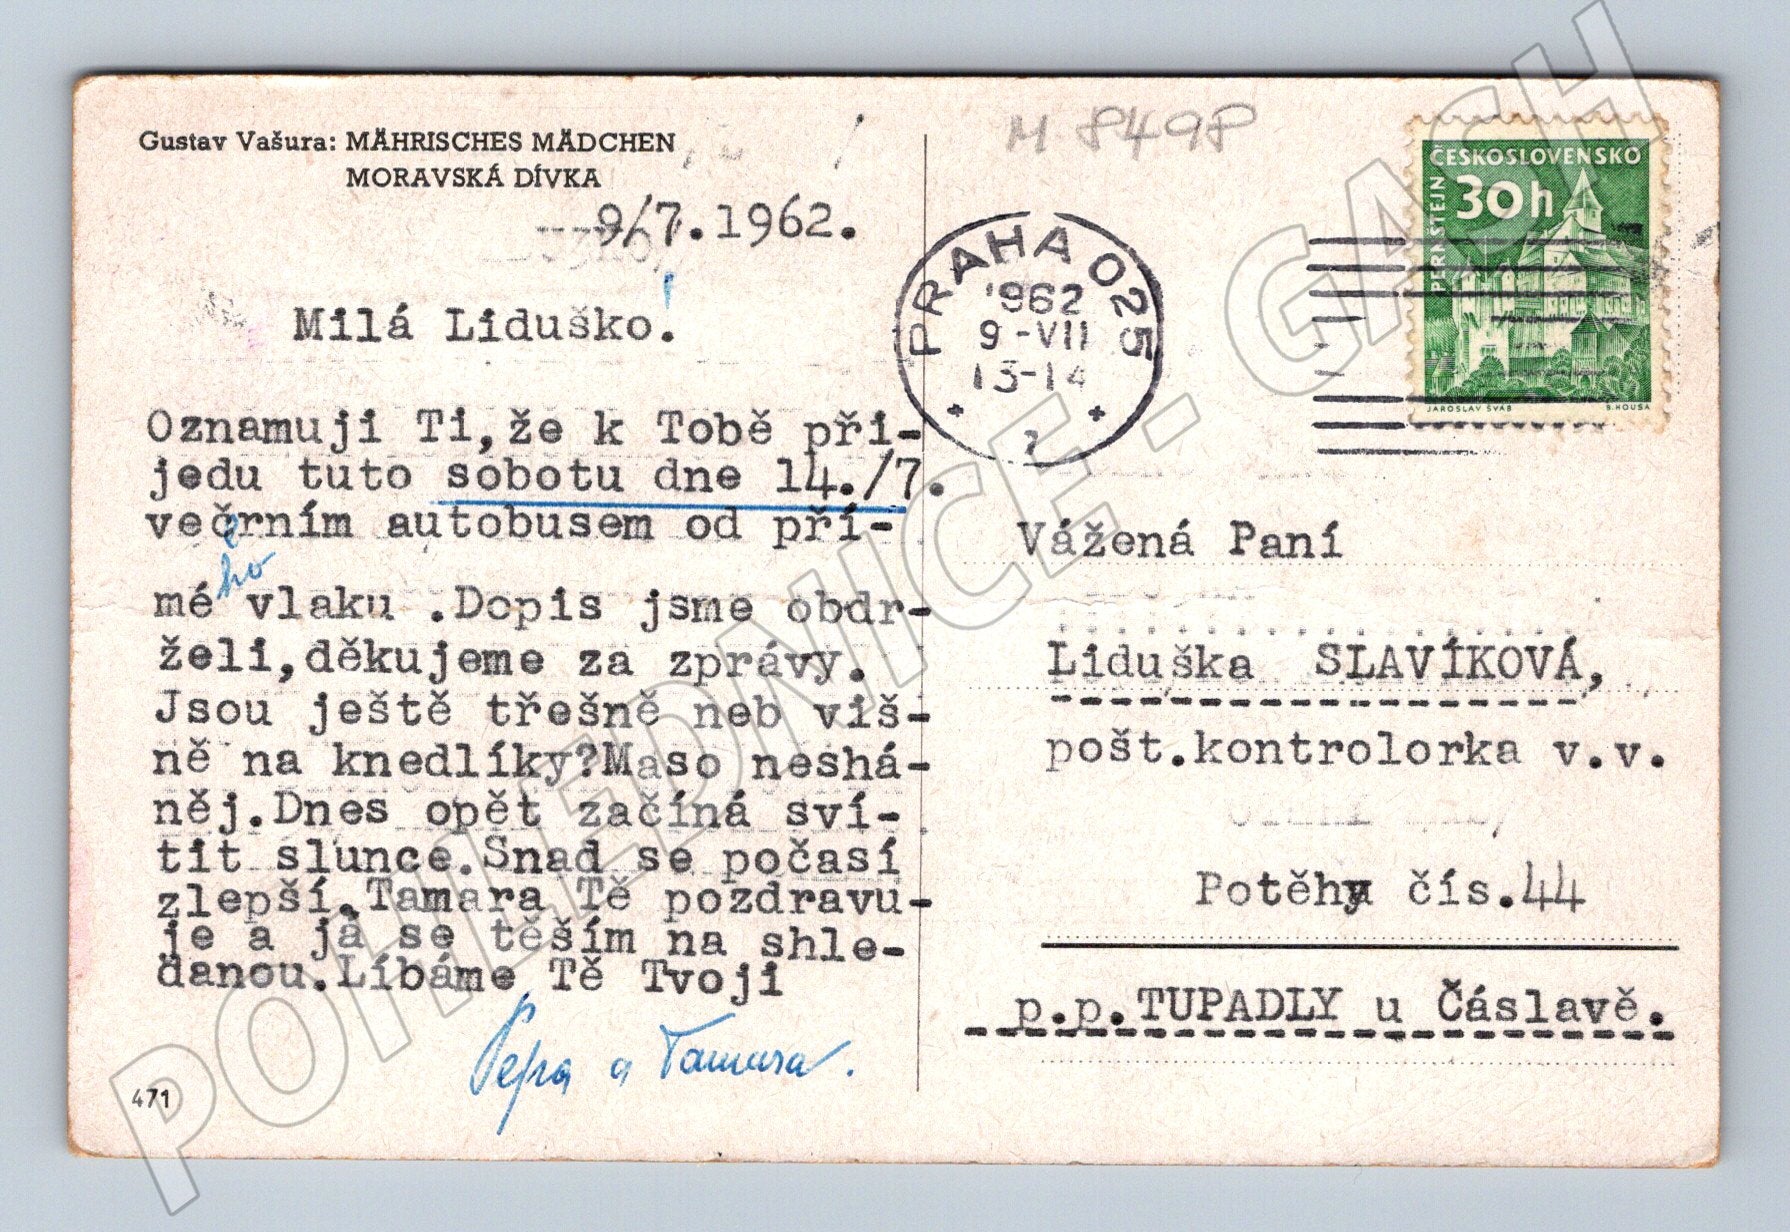 Gustav Vašura: MÄHRISCHES MÄDCHEN
MORAVSKÁ DÍVKA
9/7.1962.
Milá Liduško!
Oznamuji Ti,že k Tobě při-
jedu tuto sobotu dne 14./7.
večerním autobusem od pří-
mého vlaku .Dopis jsme obdr-
želi,děkujeme za zprávy.
Jsou ještě třešně neb viš-
ně na knedlíky?Maso neshá-
něj.Dnes opět začíná sví-
tit slunce.Snad se počasí
zlepší.Tamara Tě pozdravu-
je a já se těším na shle-
danou.Líbáme Tě Tvoji
Pepa a Tamara.
471
M 8498
PRAHA 025
1962
9-VII
13-14
7
ČESKOSLOVENSKO
30h
PERNŠTEJN
JAROSLAV ŠVÁB
B.HOUSA
Vážená Paní
Liduška SLAVÍKOVÁ,
pošt.kontrolorka v.v.
Potěhy čís.44
p.p.TUPADLY u Čáslavě.
POHLEDNICE - GASH